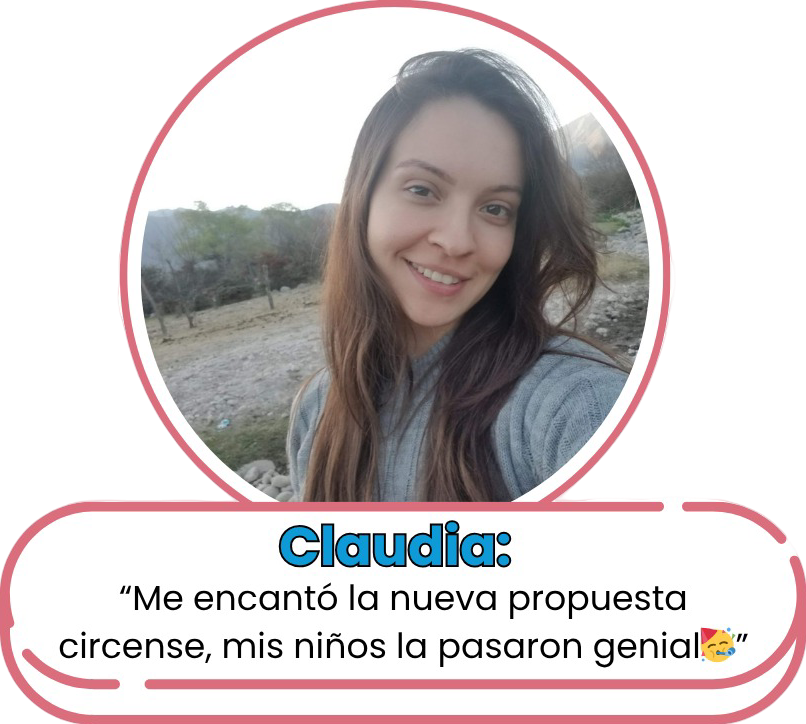 Claudia:
“Me encantó la nueva propuesta
circense, mis niños la pasaron genial🥳”